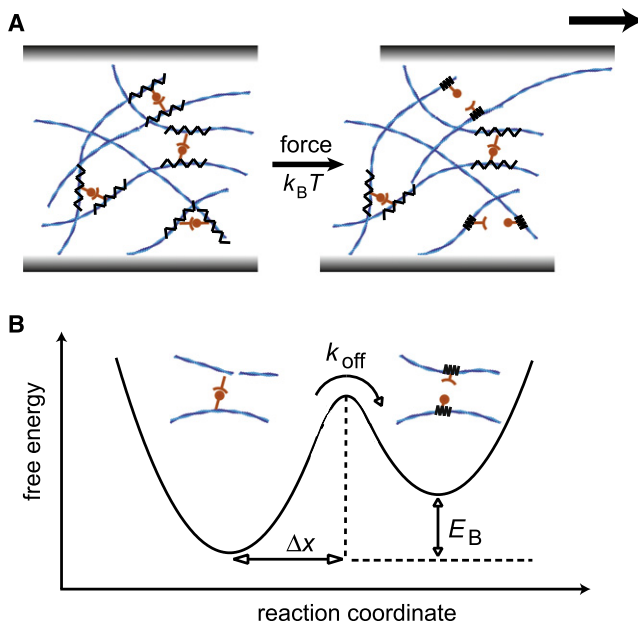 A
force
kBT
B
koff
free energy
Δx
EB
reaction coordinate